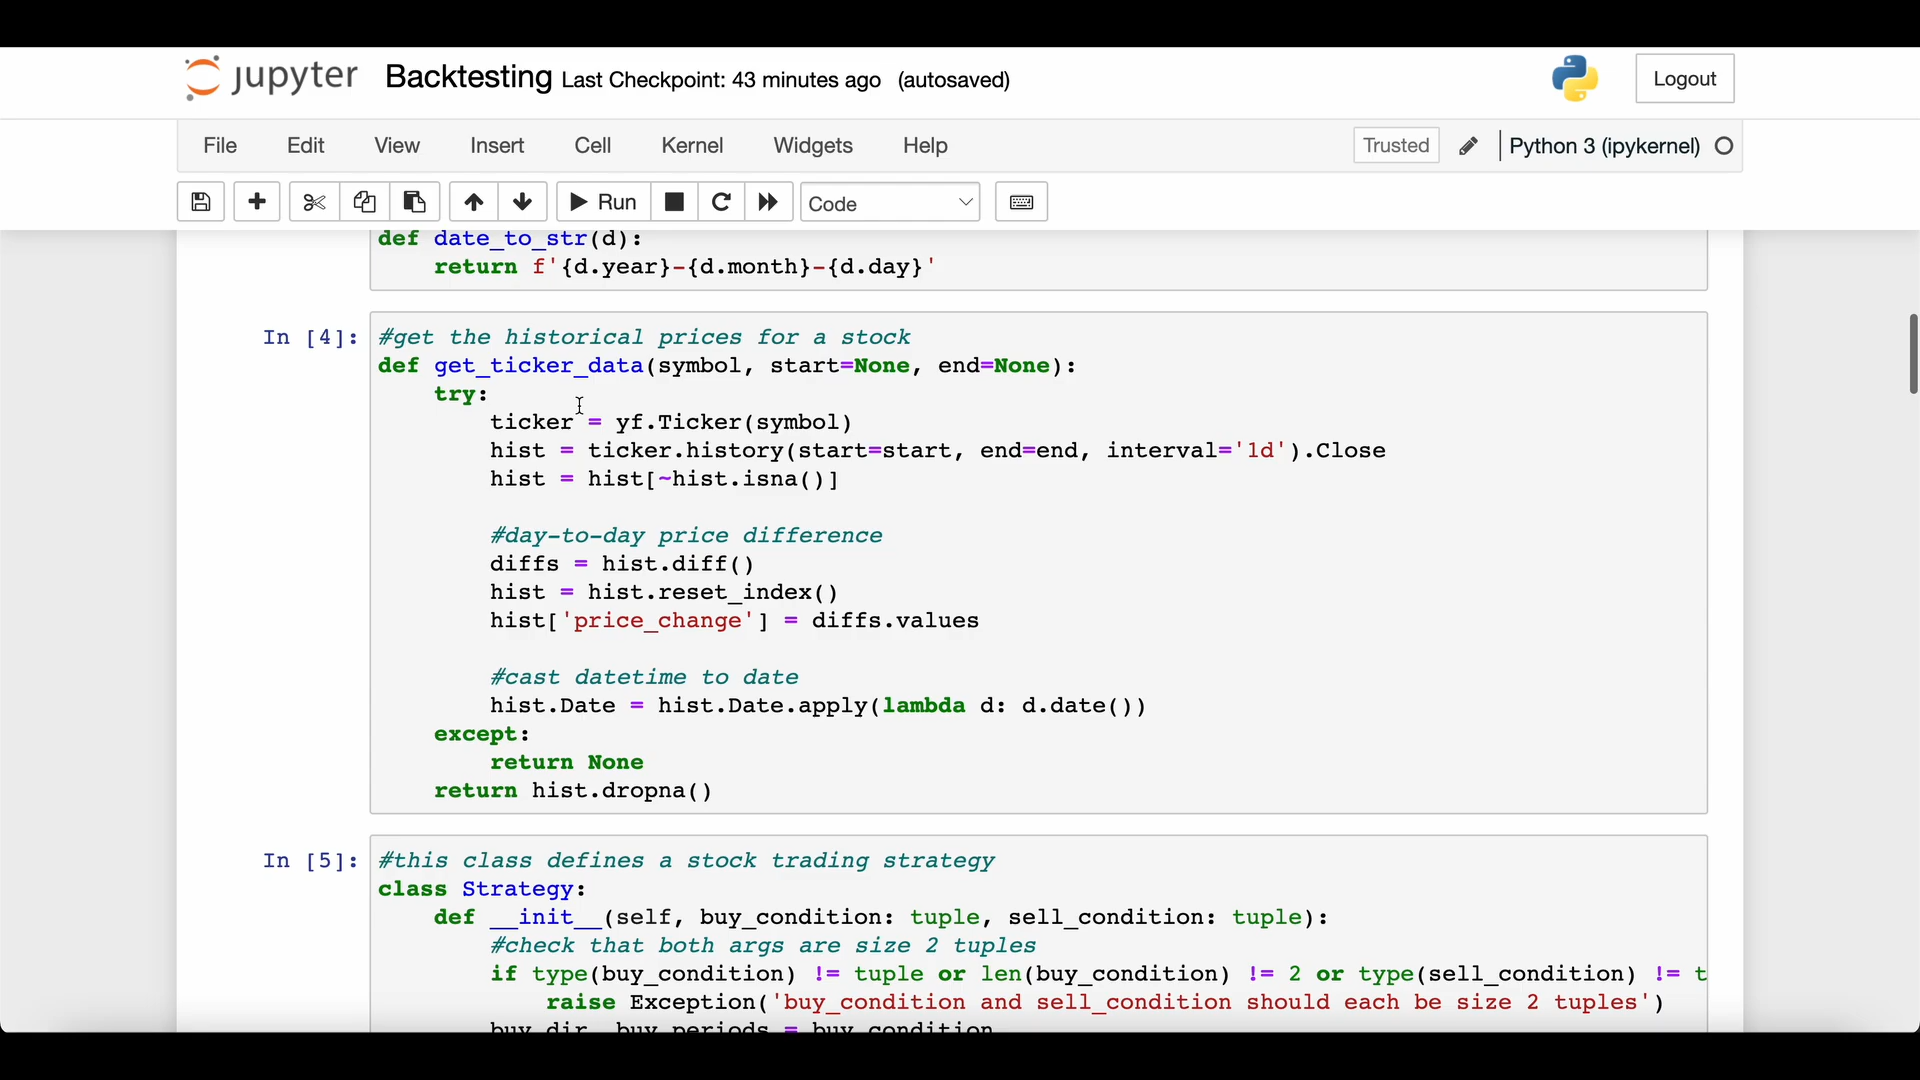 jupyter Backtesting Last Checkpoint: 43 minutes ago (autosaved) Logout
File Edit View Insert Cell Kernel Widgets Help Trusted Python 3 (ipykernel)
Run Code
def date_to_str(d):
    return f'{d.year}-{d.month}-{d.day}'
In [4]: #get the historical prices for a stock
def get_ticker_data(symbol, start=None, end=None):
    try:
        ticker = yf.Ticker(symbol)
        hist = ticker.history(start=start, end=end, interval='1d').Close
        hist = hist[~hist.isna()]
        #day-to-day price difference
        diffs = hist.diff()
        hist = hist.reset_index()
        hist['price_change'] = diffs.values
        #cast datetime to date
        hist.Date = hist.Date.apply(lambda d: d.date())
    except:
        return None
    return hist.dropna()
In [5]: #this class defines a stock trading strategy
class Strategy:
    def __init__(self, buy_condition: tuple, sell_condition: tuple):
        #check that both args are size 2 tuples
        if type(buy_condition) != tuple or len(buy_condition) != 2 or type(sell_condition) != t
            raise Exception('buy_condition and sell_condition should each be size 2 tuples')
        buy_dir, buy_periods = buy_condition